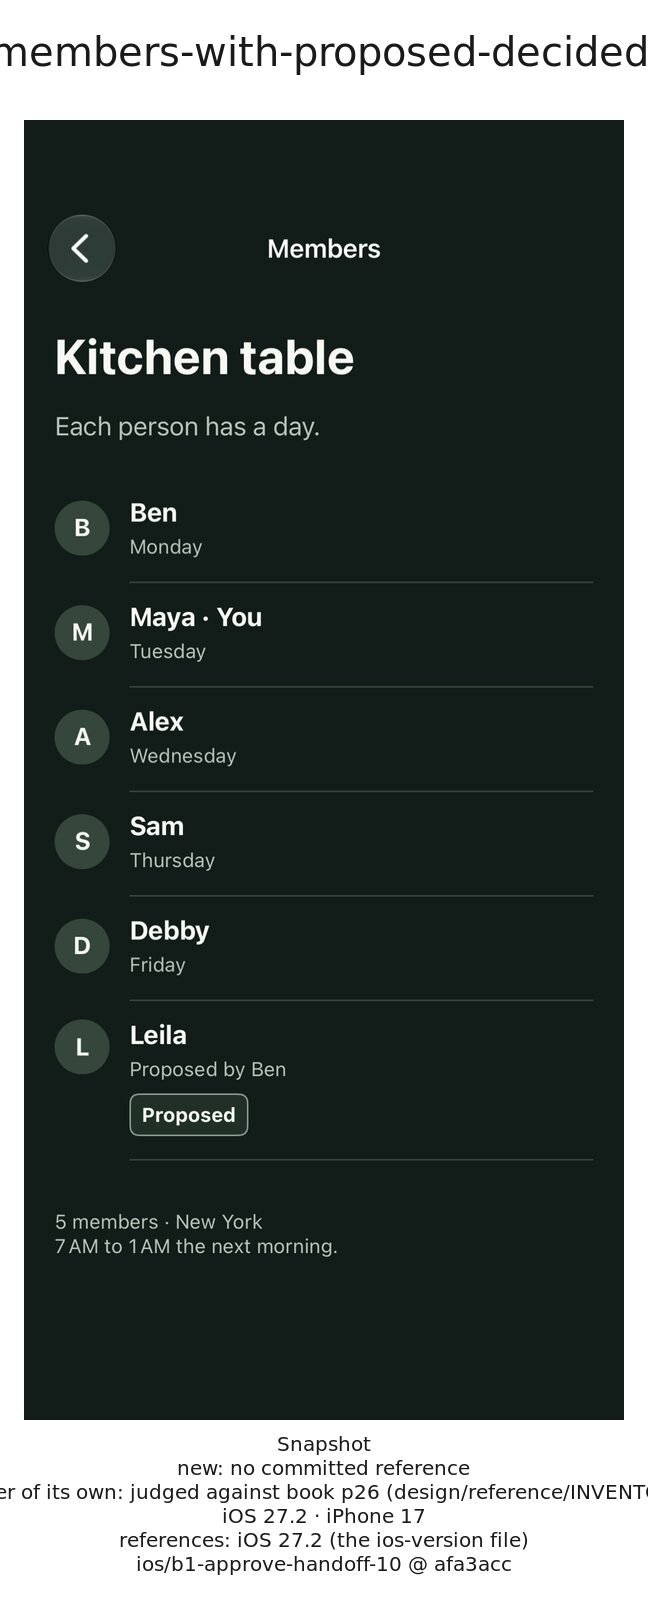 members-with-proposed-decided
Members
Kitchen table
Each person has a day.
B
Ben
Monday
M
Maya · You
Tuesday
A
Alex
Wednesday
S
Sam
Thursday
D
Debby
Friday
L
Leila
Proposed by Ben
Proposed
5 members · New York
7 AM to 1 AM the next morning.
Snapshot
new: no committed reference
of its own: judged against book p26
iOS 27.2 · iPhone 17
references: iOS 27.2 (the ios-version file)
ios/b1-approve-handoff-10 @ afa3acc